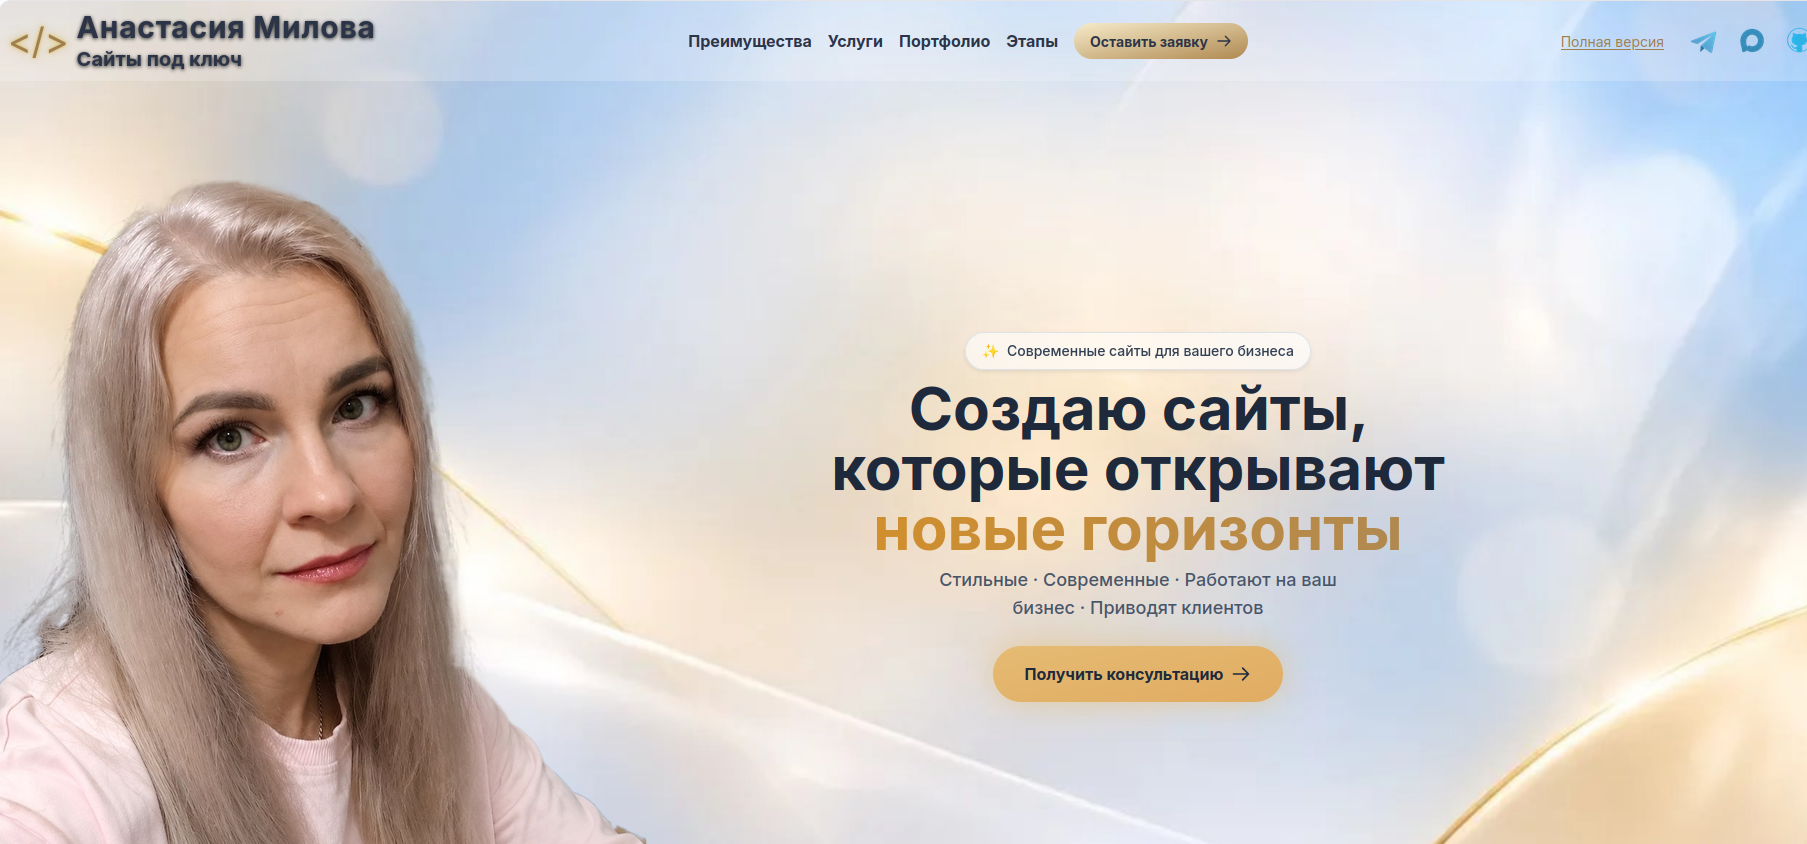 </>
Анастасия Милова
Сайты под ключ
Преимущества
Услуги
Портфолио
Этапы
Оставить заявку →
Полная версия
✨ Современные сайты для вашего бизнеса
Создаю сайты,
которые открывают
новые горизонты
Стильные · Современные · Работают на ваш
бизнес · Приводят клиентов
Получить консультацию →